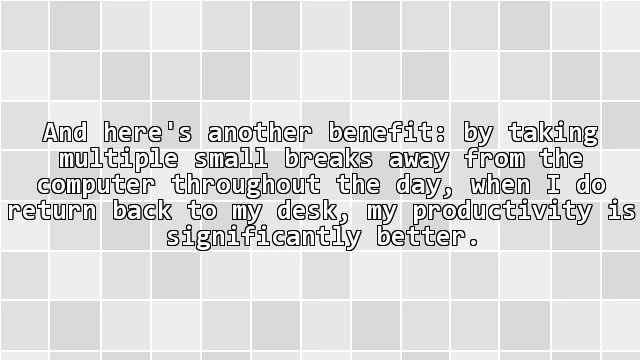 And here's another benefit: by taking
multiple small breaks away from the
computer throughout the day, when I do
return back to my desk, my productivity is
significantly better.